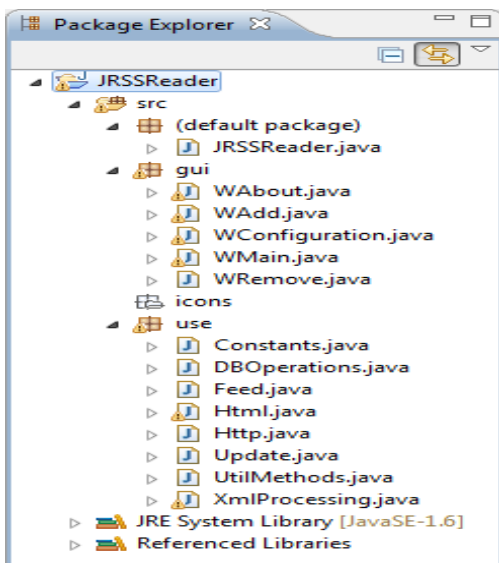 Package Explorer
JRSSReader
src
(default package)
JRSSReader.java
gui
WAbout.java
WAdd.java
WConfiguration.java
WMain.java
WRemove.java
icons
use
Constants.java
DBOperations.java
Feed.java
Html.java
Http.java
Update.java
UtilMethods.java
XmlProcessing.java
JRE System Library [JavaSE-1.6]
Referenced Libraries